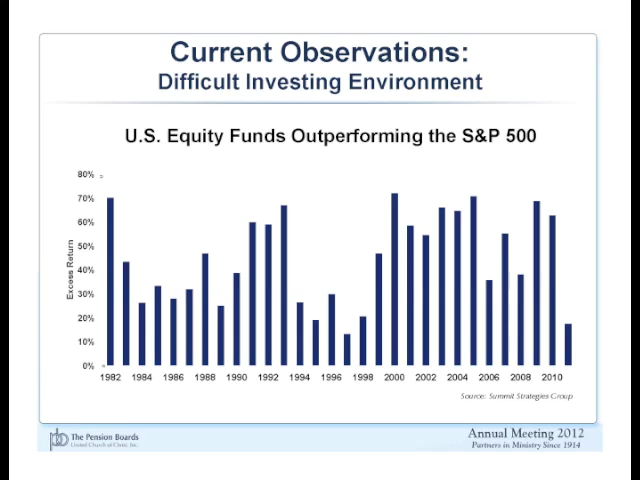 Current Observations:
Difficult Investing Environment
U.S. Equity Funds Outperforming the S&P 500
Excess Return
80%
70%
60%
50%
40%
30%
20%
10%
0%
1982 1984 1986 1988 1990 1992 1994 1996 1998 2000 2002 2004 2006 2008 2010
Source: Summit Strategies Group
The Pension Boards
United Church of Christ, Inc.
Annual Meeting 2012
Partners in Ministry Since 1914